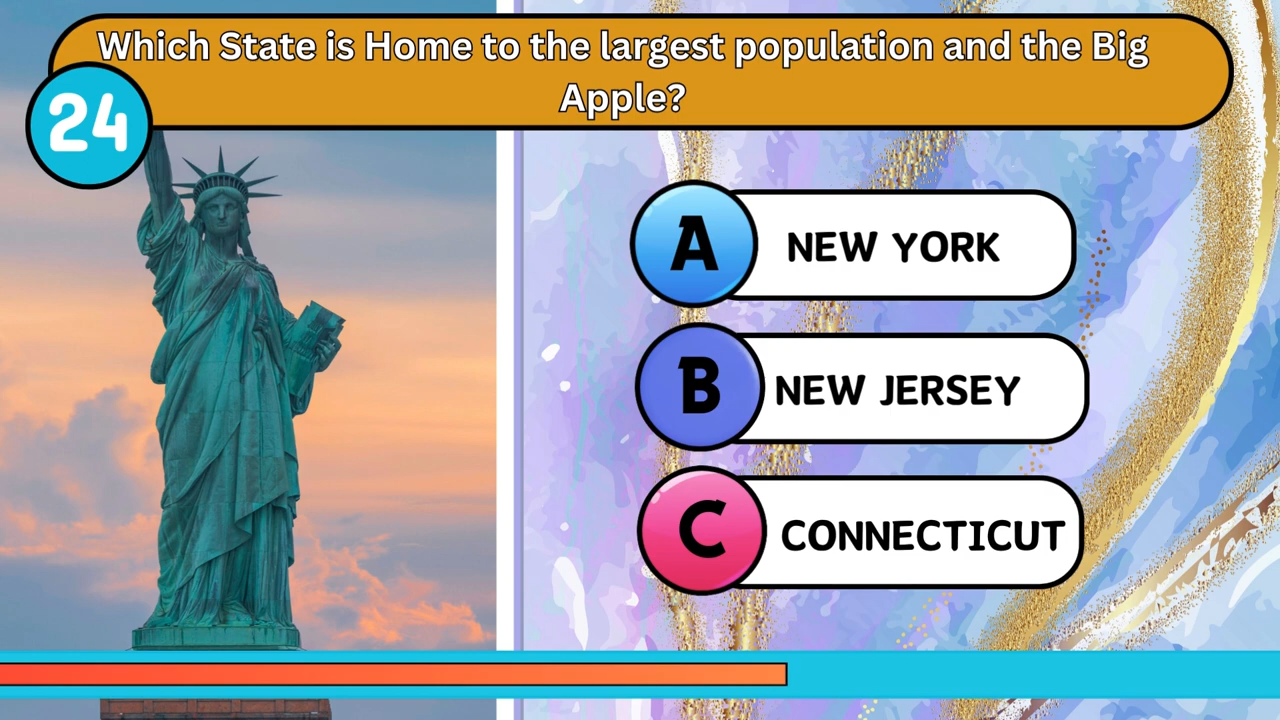 Which State is Home to the largest population and the Big
Apple?
24
A NEW YORK
B NEW JERSEY
C CONNECTICUT